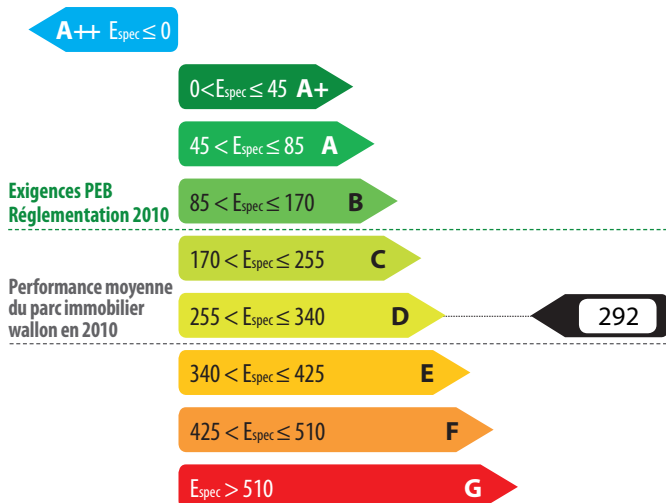 A++ Espec ≤ 0
0 < Espec ≤ 45 A+
45 < Espec ≤ 85 A
Exigences PEB
Réglementation 2010
85 < Espec ≤ 170 B
170 < Espec ≤ 255 C
Performance moyenne
du parc immobilier
wallon en 2010
255 < Espec ≤ 340 D
292
340 < Espec ≤ 425 E
425 < Espec ≤ 510 F
Espec > 510 G